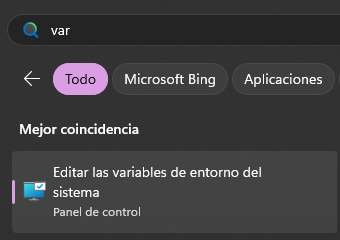 var
Todo Microsoft Bing Aplicaciones
Mejor coincidencia
Editar las variables de entorno del
sistema
Panel de control